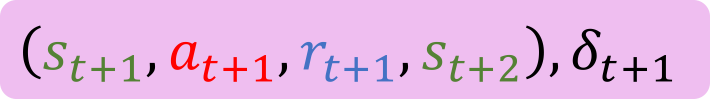 (s_{t+1}, a_{t+1}, r_{t+1}, s_{t+2}), δ_{t+1}